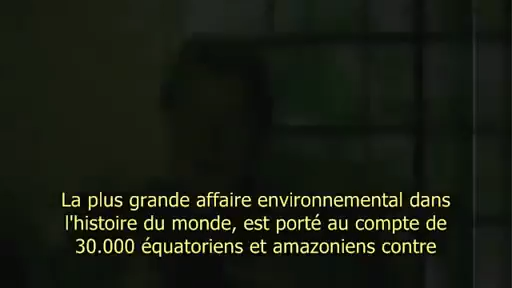 La plus grande affaire environnemental dans
l'histoire du monde, est porté au compte de
30.000 équatoriens et amazoniens contre